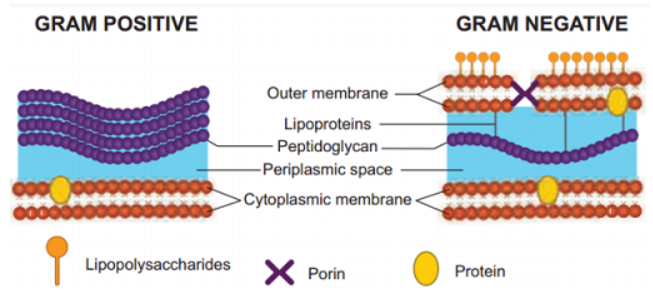 GRAM POSITIVE
GRAM NEGATIVE
Outer membrane
Lipoproteins
Peptidoglycan
Periplasmic space
Cytoplasmic membrane
Lipopolysaccharides
Porin
Protein